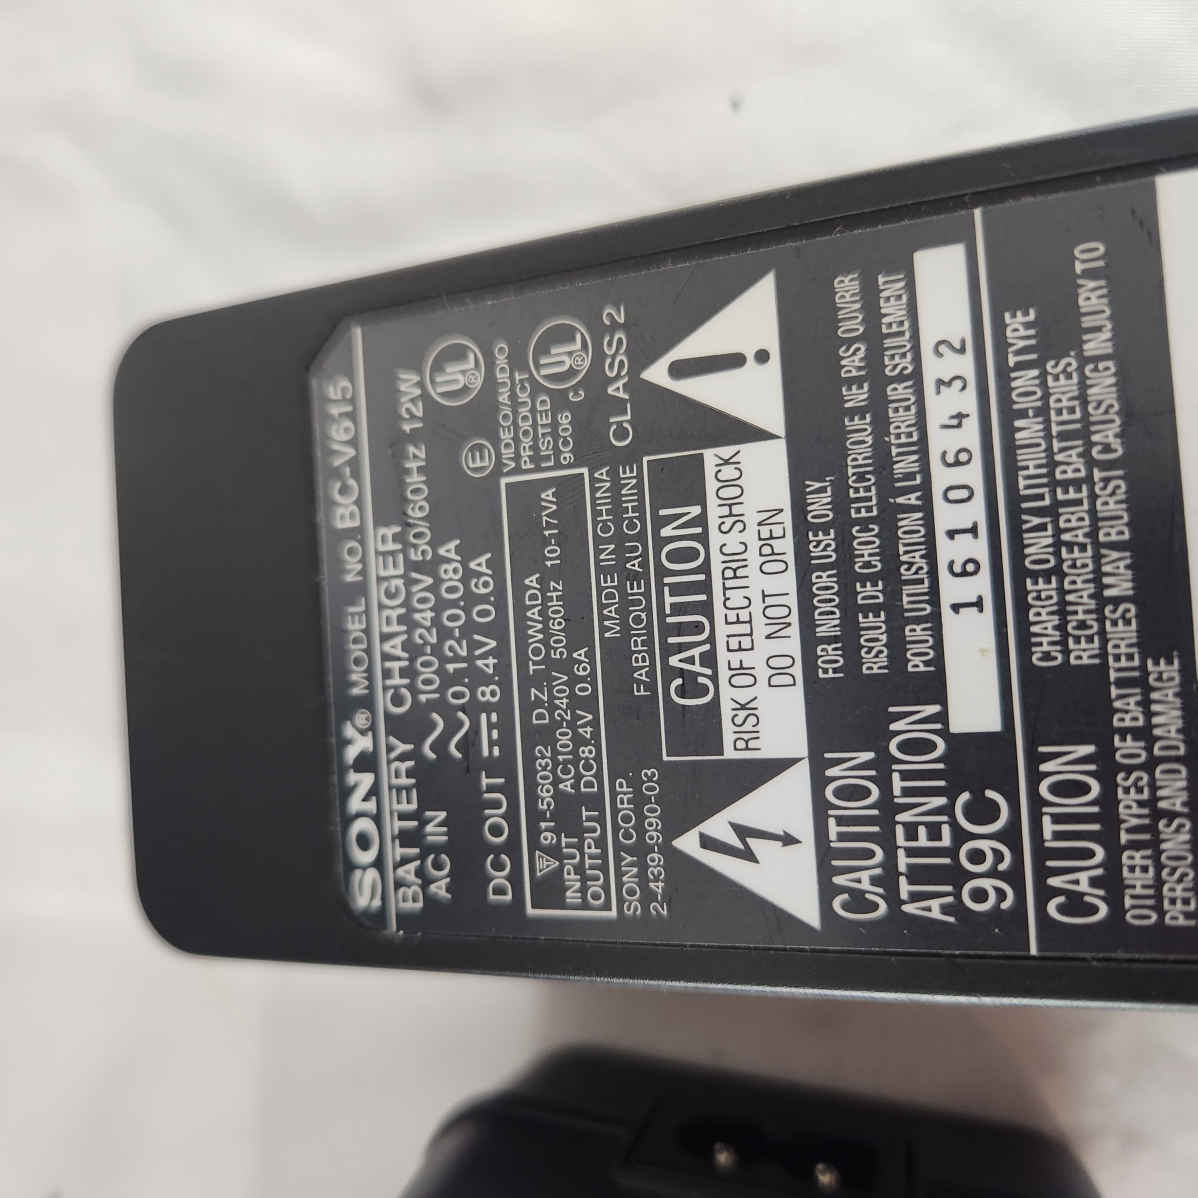 SONY® MODEL NO. BC-V615
BATTERY CHARGER
AC IN ~ 100-240V 50/60Hz 12W
~ 0.12-0.08A
DC OUT ⎓ 8.4V 0.6A
E
UL®
VIDEO/AUDIO
PRODUCT
LISTED
9C06
C UL®
91-56032 D.Z. TOWADA
INPUT AC100-240V 50/60Hz 10-17VA
OUTPUT DC8.4V 0.6A
SONY CORP. MADE IN CHINA
2-439-990-03 FABRIQUE AU CHINE
CLASS 2
CAUTION
RISK OF ELECTRIC SHOCK
DO NOT OPEN
CAUTION FOR INDOOR USE ONLY,
RISQUE DE CHOC ELECTRIQUE NE PAS OUVRIR
ATTENTION POUR UTILISATION Á L'INTÉRIEUR SEULEMENT
99C 16106432
CAUTION CHARGE ONLY LITHIUM-ION TYPE
RECHARGEABLE BATTERIES.
OTHER TYPES OF BATTERIES MAY BURST CAUSING INJURY TO
PERSONS AND DAMAGE.